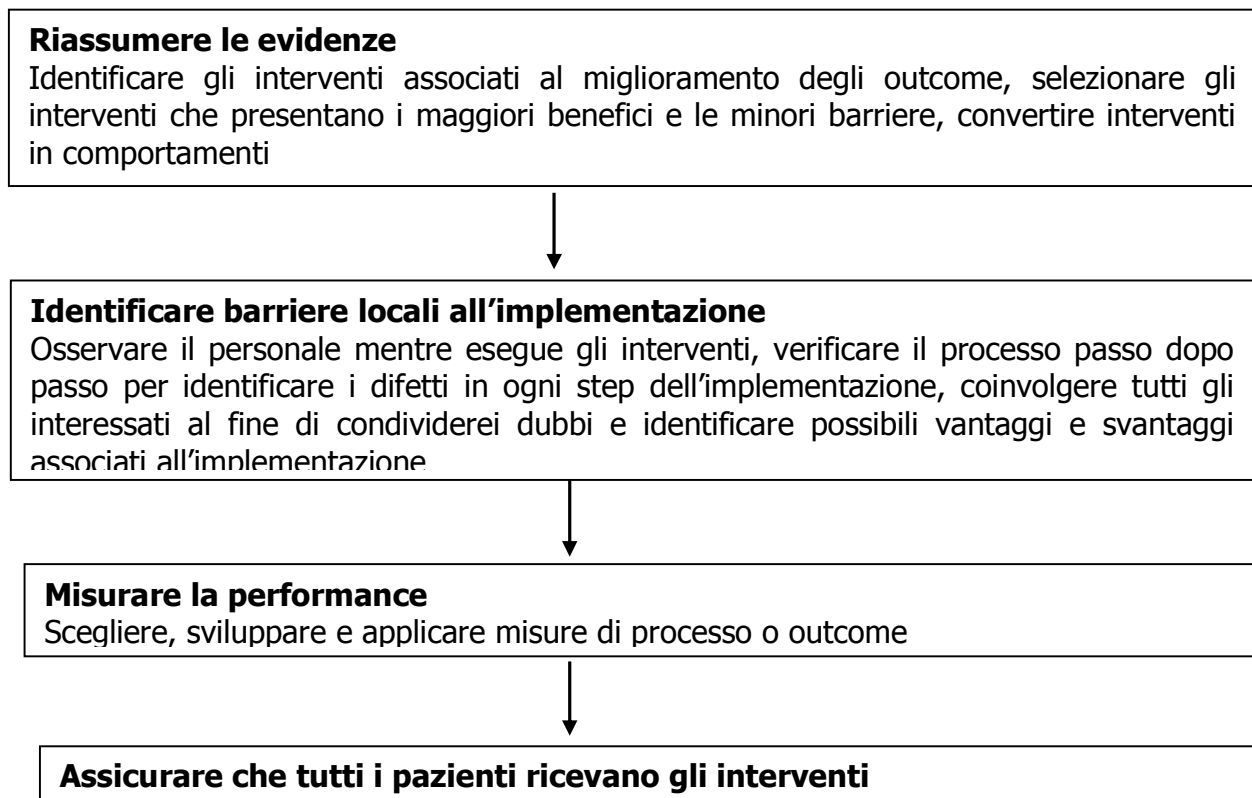 Riassumere le evidenze
Identificare gli interventi associati al miglioramento degli outcome, selezionare gli
interventi che presentano i maggiori benefici e le minori barriere, convertire interventi
in comportamenti
Identificare barriere locali all’implementazione
Osservare il personale mentre esegue gli interventi, verificare il processo passo dopo
passo per identificare i difetti in ogni step dell’implementazione, coinvolgere tutti gli
interessati al fine di condividerei dubbi e identificare possibili vantaggi e svantaggi
associati all’implementazione
Misurare la performance
Scegliere, sviluppare e applicare misure di processo o outcome
Assicurare che tutti i pazienti ricevano gli interventi